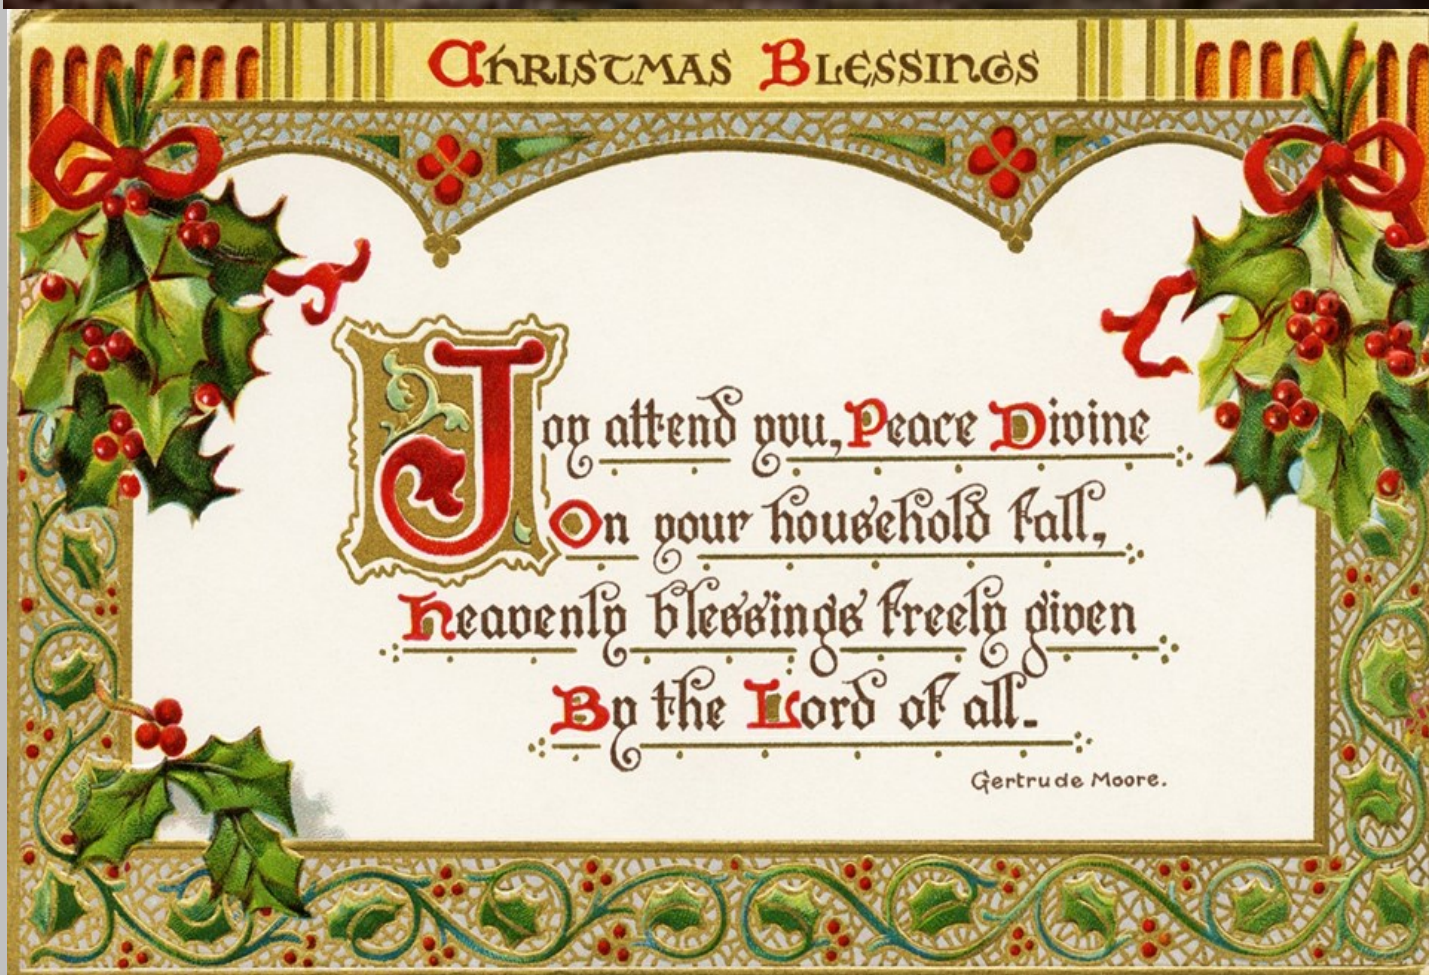 Christmas Blessings
Joy attend you, Peace Divine
On your household fall,
Heavenly blessings freely given
By the Lord of all.
Gertrude Moore.